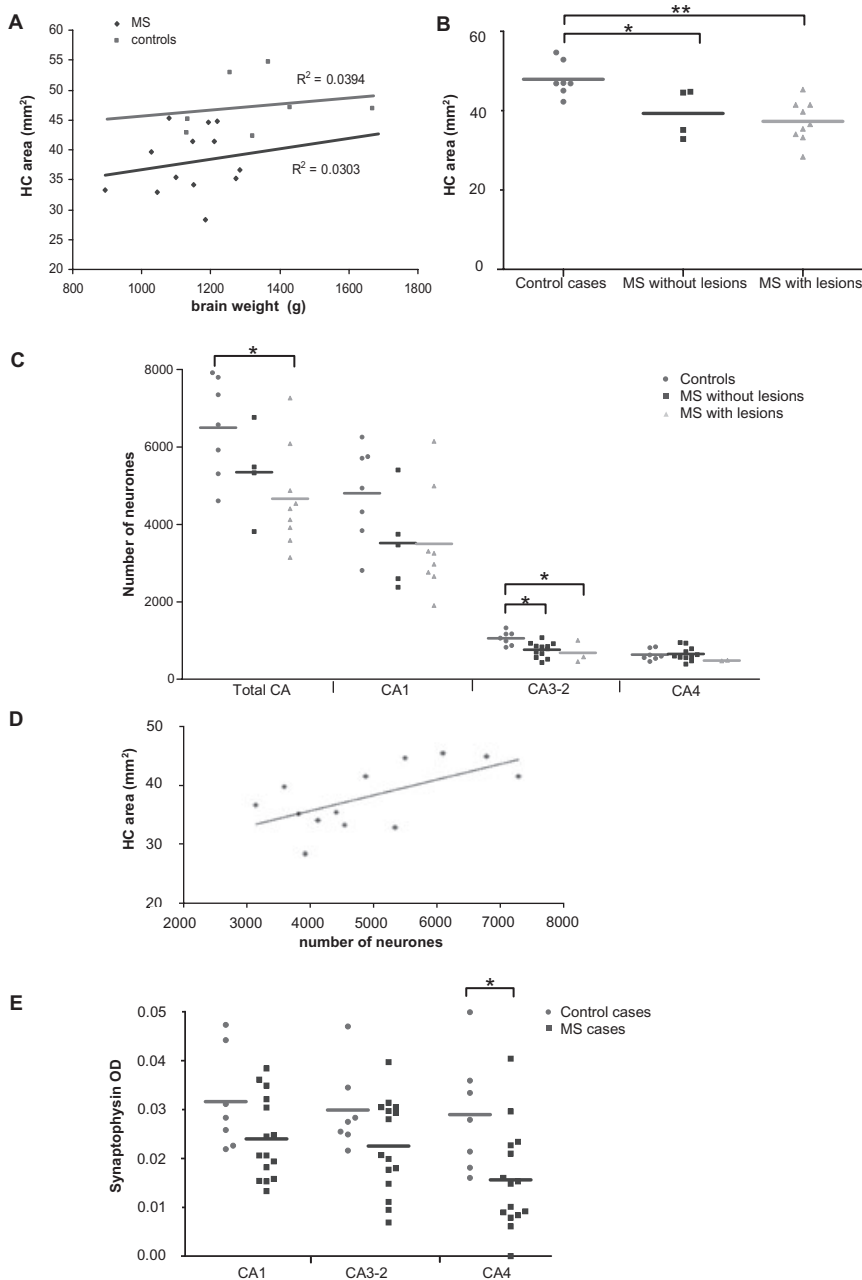 A
MS
controls
HC area (mm²)
60
55
50
45
40
35
30
25
20
R² = 0.0394
R² = 0.0303
800 1000 1200 1400 1600 1800
brain weight (g)
B
**
*
HC area (mm²)
60
40
20
0
Control cases MS without lesions MS with lesions
C
*
Controls
MS without lesions
MS with lesions
Number of neurones
8000
6000
4000
2000
0
*
*
Total CA CA1 CA3-2 CA4
D
HC area (mm²)
50
40
30
20
2000 3000 4000 5000 6000 7000 8000
number of neurones
E
*
Control cases
MS cases
Synaptophysin OD
0.05
0.04
0.03
0.02
0.01
0.00
CA1 CA3-2 CA4